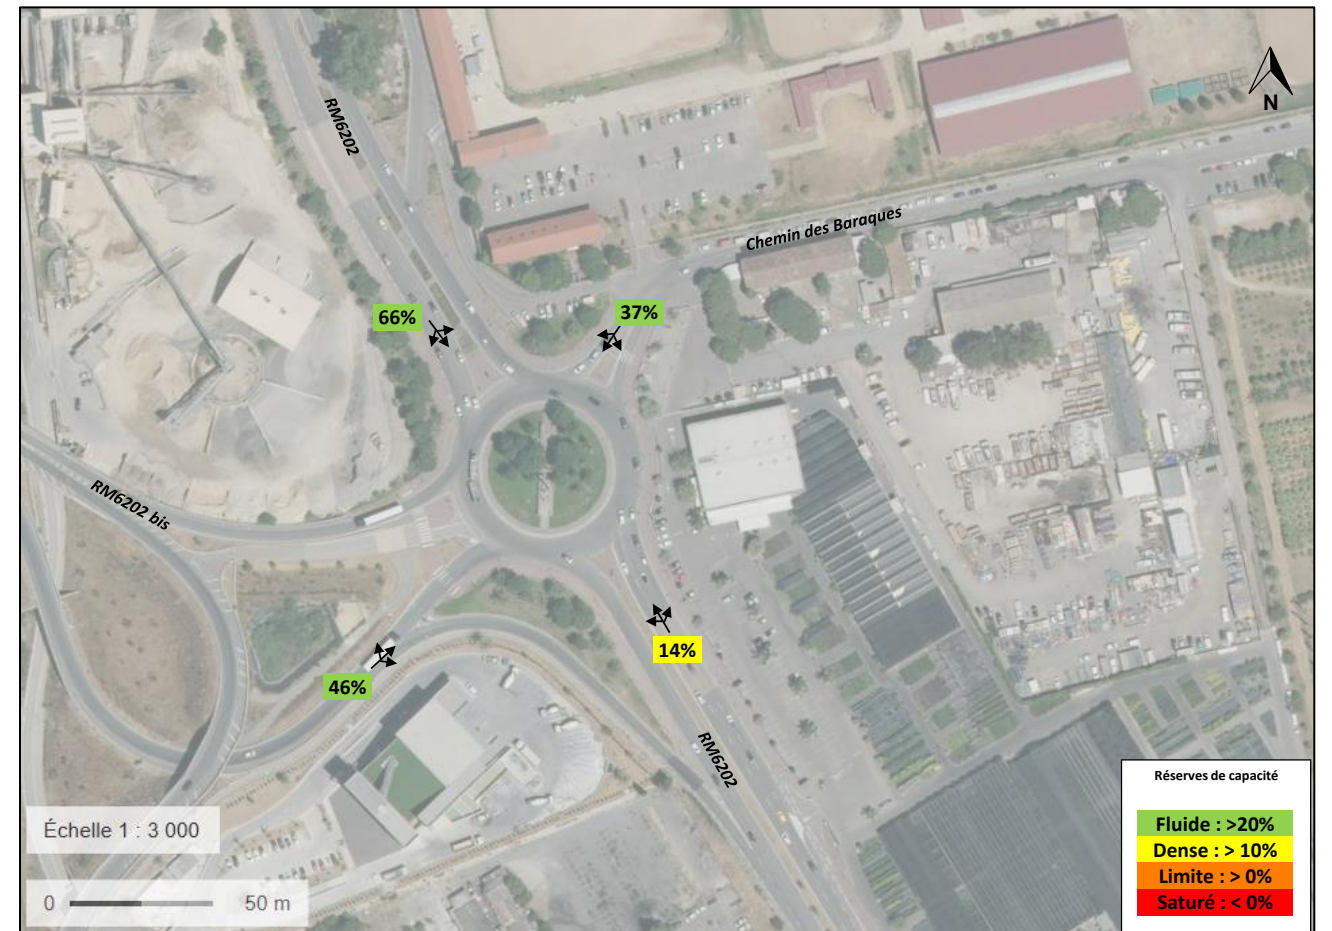 RM6202
N
Chemin des Baraques
66%
37%
RM6202 bis
14%
46%
RM6202
Réserves de capacité
Fluide : >20%
Dense : > 10%
Limite : > 0%
Saturé : < 0%
Échelle 1 : 3 000
0 50 m